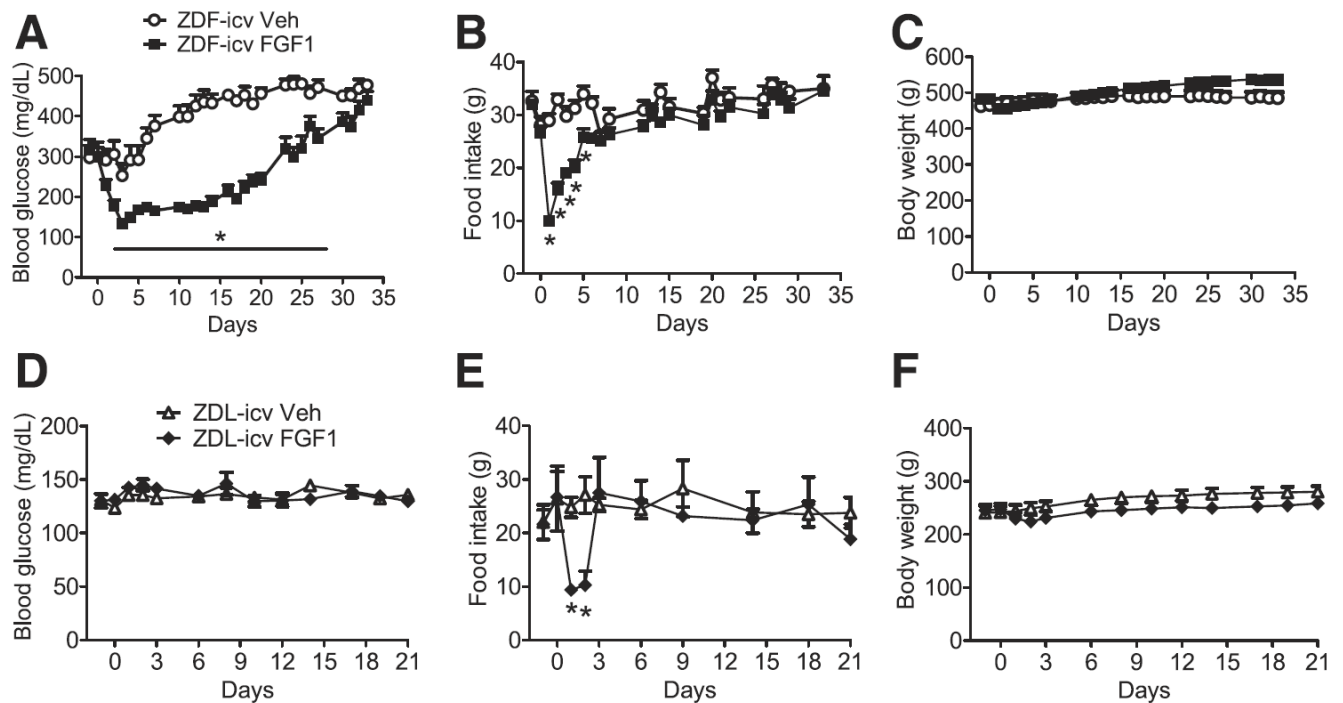 A
ZDF-icv Veh
ZDF-icv FGF1
Blood glucose (mg/dL)
500
400
300
200
100
0
*
0 5 10 15 20 25 30 35
Days
B
Food intake (g)
40
30
20
10
0
*
*
*
*
*
0 5 10 15 20 25 30 35
Days
C
Body weight (g)
600
500
400
300
200
100
0
0 5 10 15 20 25 30 35
Days
D
ZDL-icv Veh
ZDL-icv FGF1
Blood glucose (mg/dL)
200
150
100
50
0
0 3 6 9 12 15 18 21
Days
E
Food intake (g)
40
30
20
10
0
* *
0 3 6 9 12 15 18 21
Days
F
Body weight (g)
400
300
200
100
0
0 3 6 9 12 15 18 21
Days